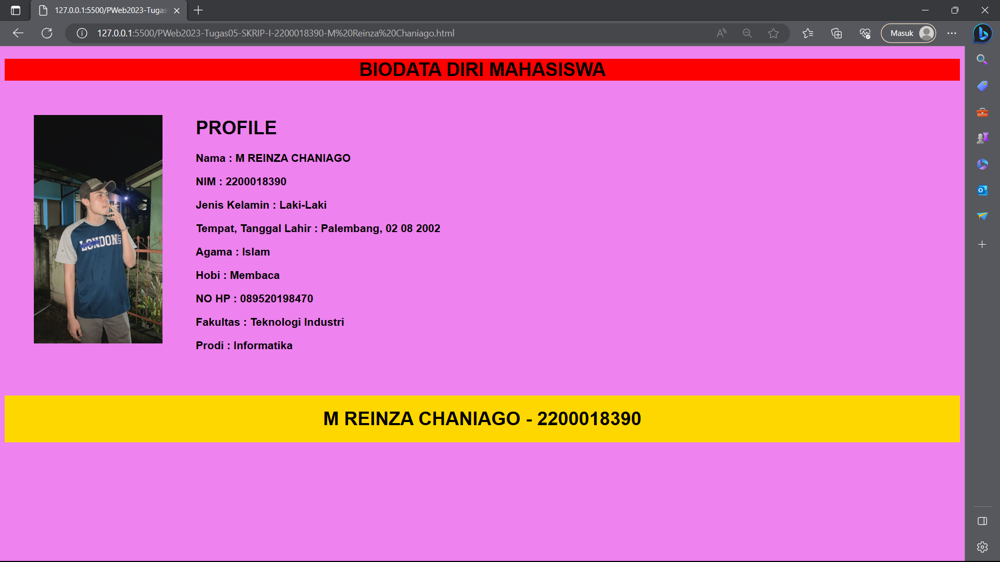 127.0.0.1:5500/PWeb2023-Tugas
127.0.0.1:5500/PWeb2023-Tugas05-SKRIP-I-2200018390-M%20Reinza%20Chaniago.html
Masuk
BIODATA DIRI MAHASISWA
PROFILE
Nama : M REINZA CHANIAGO
NIM : 2200018390
Jenis Kelamin : Laki-Laki
Tempat, Tanggal Lahir : Palembang, 02 08 2002
Agama : Islam
Hobi : Membaca
NO HP : 089520198470
Fakultas : Teknologi Industri
Prodi : Informatika
LONDON
CITY
M REINZA CHANIAGO - 2200018390